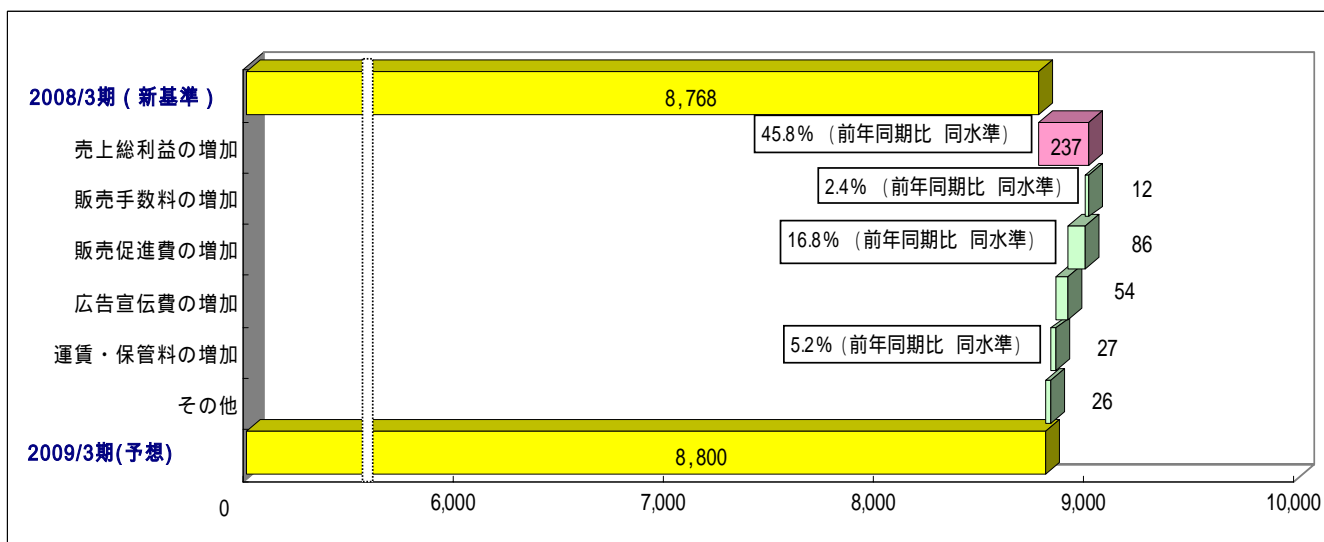 2008/3期(新基準)
8,768
売上総利益の増加
45.8% (前年同期比 同水準)
237
販売手数料の増加
2.4% (前年同期比 同水準)
12
販売促進費の増加
16.8% (前年同期比 同水準)
86
広告宣伝費の増加
54
運賃・保管料の増加
5.2% (前年同期比 同水準)
27
その他
26
2009/3期(予想)
8,800
0
6,000
7,000
8,000
9,000
10,000